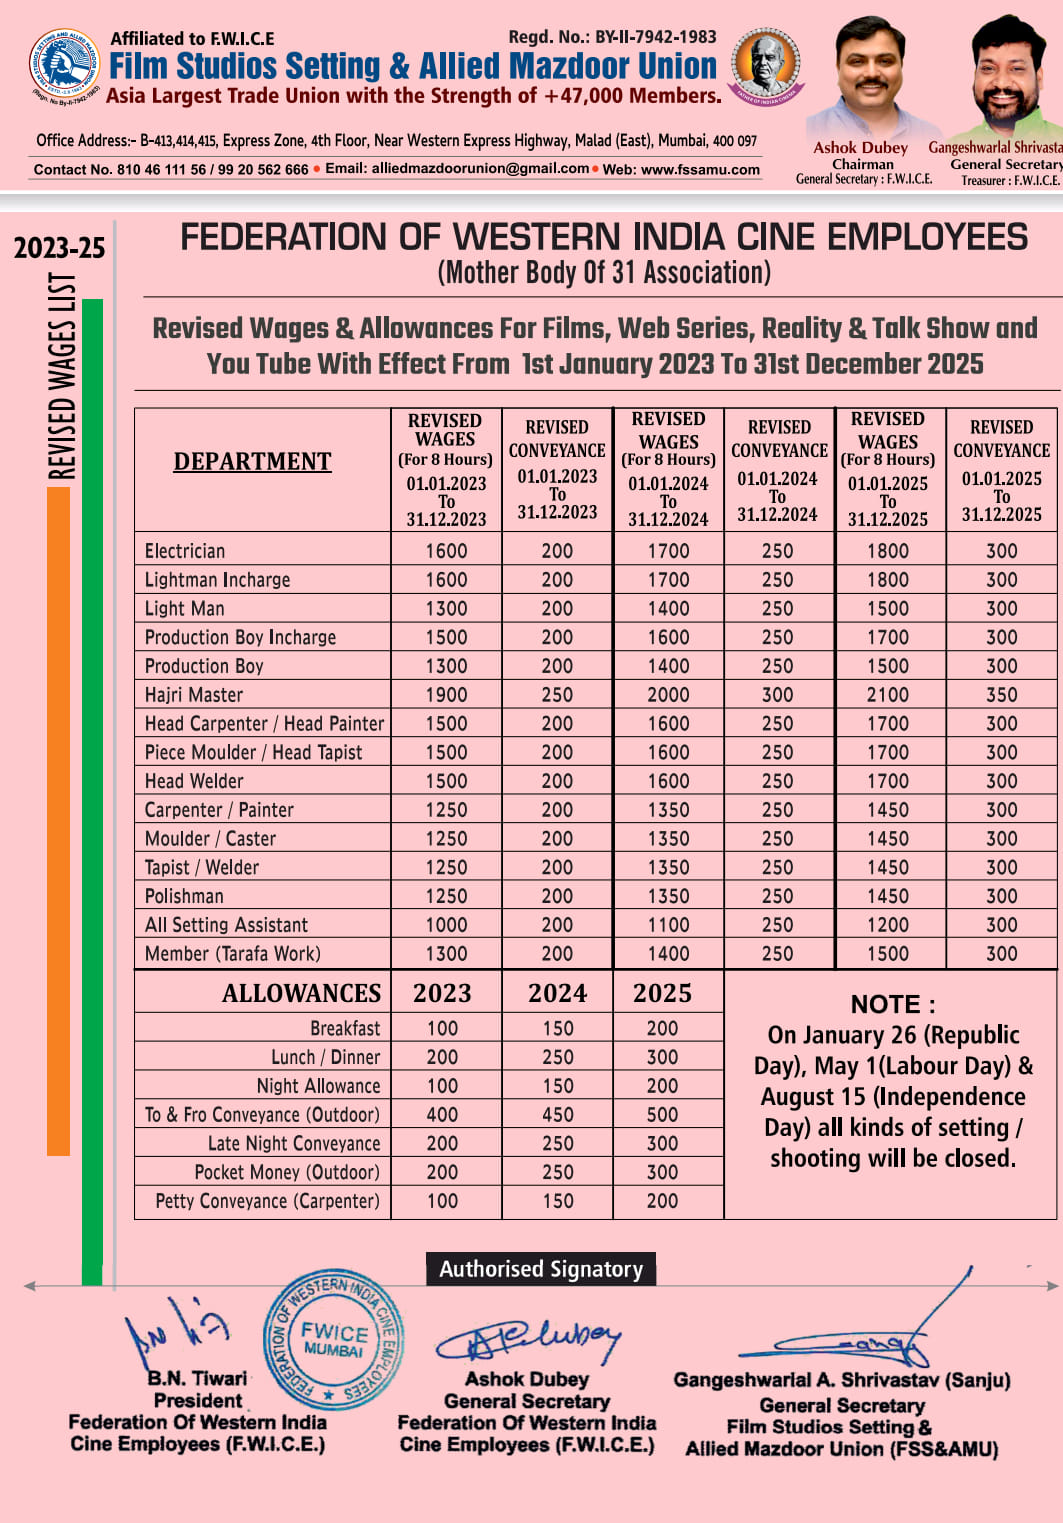 Affiliated to F.W.I.C.E
Regd. No.: BY-II-7942-1983
Film Studios Setting & Allied Mazdoor Union
Asia Largest Trade Union with the Strength of +47,000 Members.
Office Address:- B-413,414,415, Express Zone, 4th Floor, Near Western Express Highway, Malad (East), Mumbai, 400 097
Contact No. 810 46 111 56 / 99 20 562 666 • Email: alliedmazdoorunion@gmail.com • Web: www.fssamu.com
FATHER OF INDIAN CINEMA
Ashok Dubey
Chairman
General Secretary : F.W.I.C.E.
Gangeshwarlal Shrivasta
General Secretary
Treasurer : F.W.I.C.E.
2023-25
REVISED WAGES LIST
FEDERATION OF WESTERN INDIA CINE EMPLOYEES
(Mother Body Of 31 Association)
Revised Wages & Allowances For Films, Web Series, Reality & Talk Show and
You Tube With Effect From 1st January 2023 To 31st December 2025
DEPARTMENT
REVISED WAGES (For 8 Hours) 01.01.2023 To 31.12.2023
REVISED CONVEYANCE 01.01.2023 To 31.12.2023
REVISED WAGES (For 8 Hours) 01.01.2024 To 31.12.2024
REVISED CONVEYANCE 01.01.2024 To 31.12.2024
REVISED WAGES (For 8 Hours) 01.01.2025 To 31.12.2025
REVISED CONVEYANCE 01.01.2025 To 31.12.2025
Electrician 1600 200 1700 250 1800 300
Lightman Incharge 1600 200 1700 250 1800 300
Light Man 1300 200 1400 250 1500 300
Production Boy Incharge 1500 200 1600 250 1700 300
Production Boy 1300 200 1400 250 1500 300
Hajri Master 1900 250 2000 300 2100 350
Head Carpenter / Head Painter 1500 200 1600 250 1700 300
Piece Moulder / Head Tapist 1500 200 1600 250 1700 300
Head Welder 1500 200 1600 250 1700 300
Carpenter / Painter 1250 200 1350 250 1450 300
Moulder / Caster 1250 200 1350 250 1450 300
Tapist / Welder 1250 200 1350 250 1450 300
Polishman 1250 200 1350 250 1450 300
All Setting Assistant 1000 200 1100 250 1200 300
Member (Tarafa Work) 1300 200 1400 250 1500 300
ALLOWANCES 2023 2024 2025
Breakfast 100 150 200
Lunch / Dinner 200 250 300
Night Allowance 100 150 200
To & Fro Conveyance (Outdoor) 400 450 500
Late Night Conveyance 200 250 300
Pocket Money (Outdoor) 200 250 300
Petty Conveyance (Carpenter) 100 150 200
NOTE :
On January 26 (Republic
Day), May 1(Labour Day) &
August 15 (Independence
Day) all kinds of setting /
shooting will be closed.
Authorised Signatory
FEDERATION OF WESTERN INDIA CINE EMPLOYEES
FWICE
MUMBAI
B.N. Tiwari
President
Federation Of Western India
Cine Employees (F.W.I.C.E.)
Ashok Dubey
General Secretary
Federation Of Western India
Cine Employees (F.W.I.C.E.)
Gangeshwarlal A. Shrivastav (Sanju)
General Secretary
Film Studios Setting &
Allied Mazdoor Union (FSS&AMU)